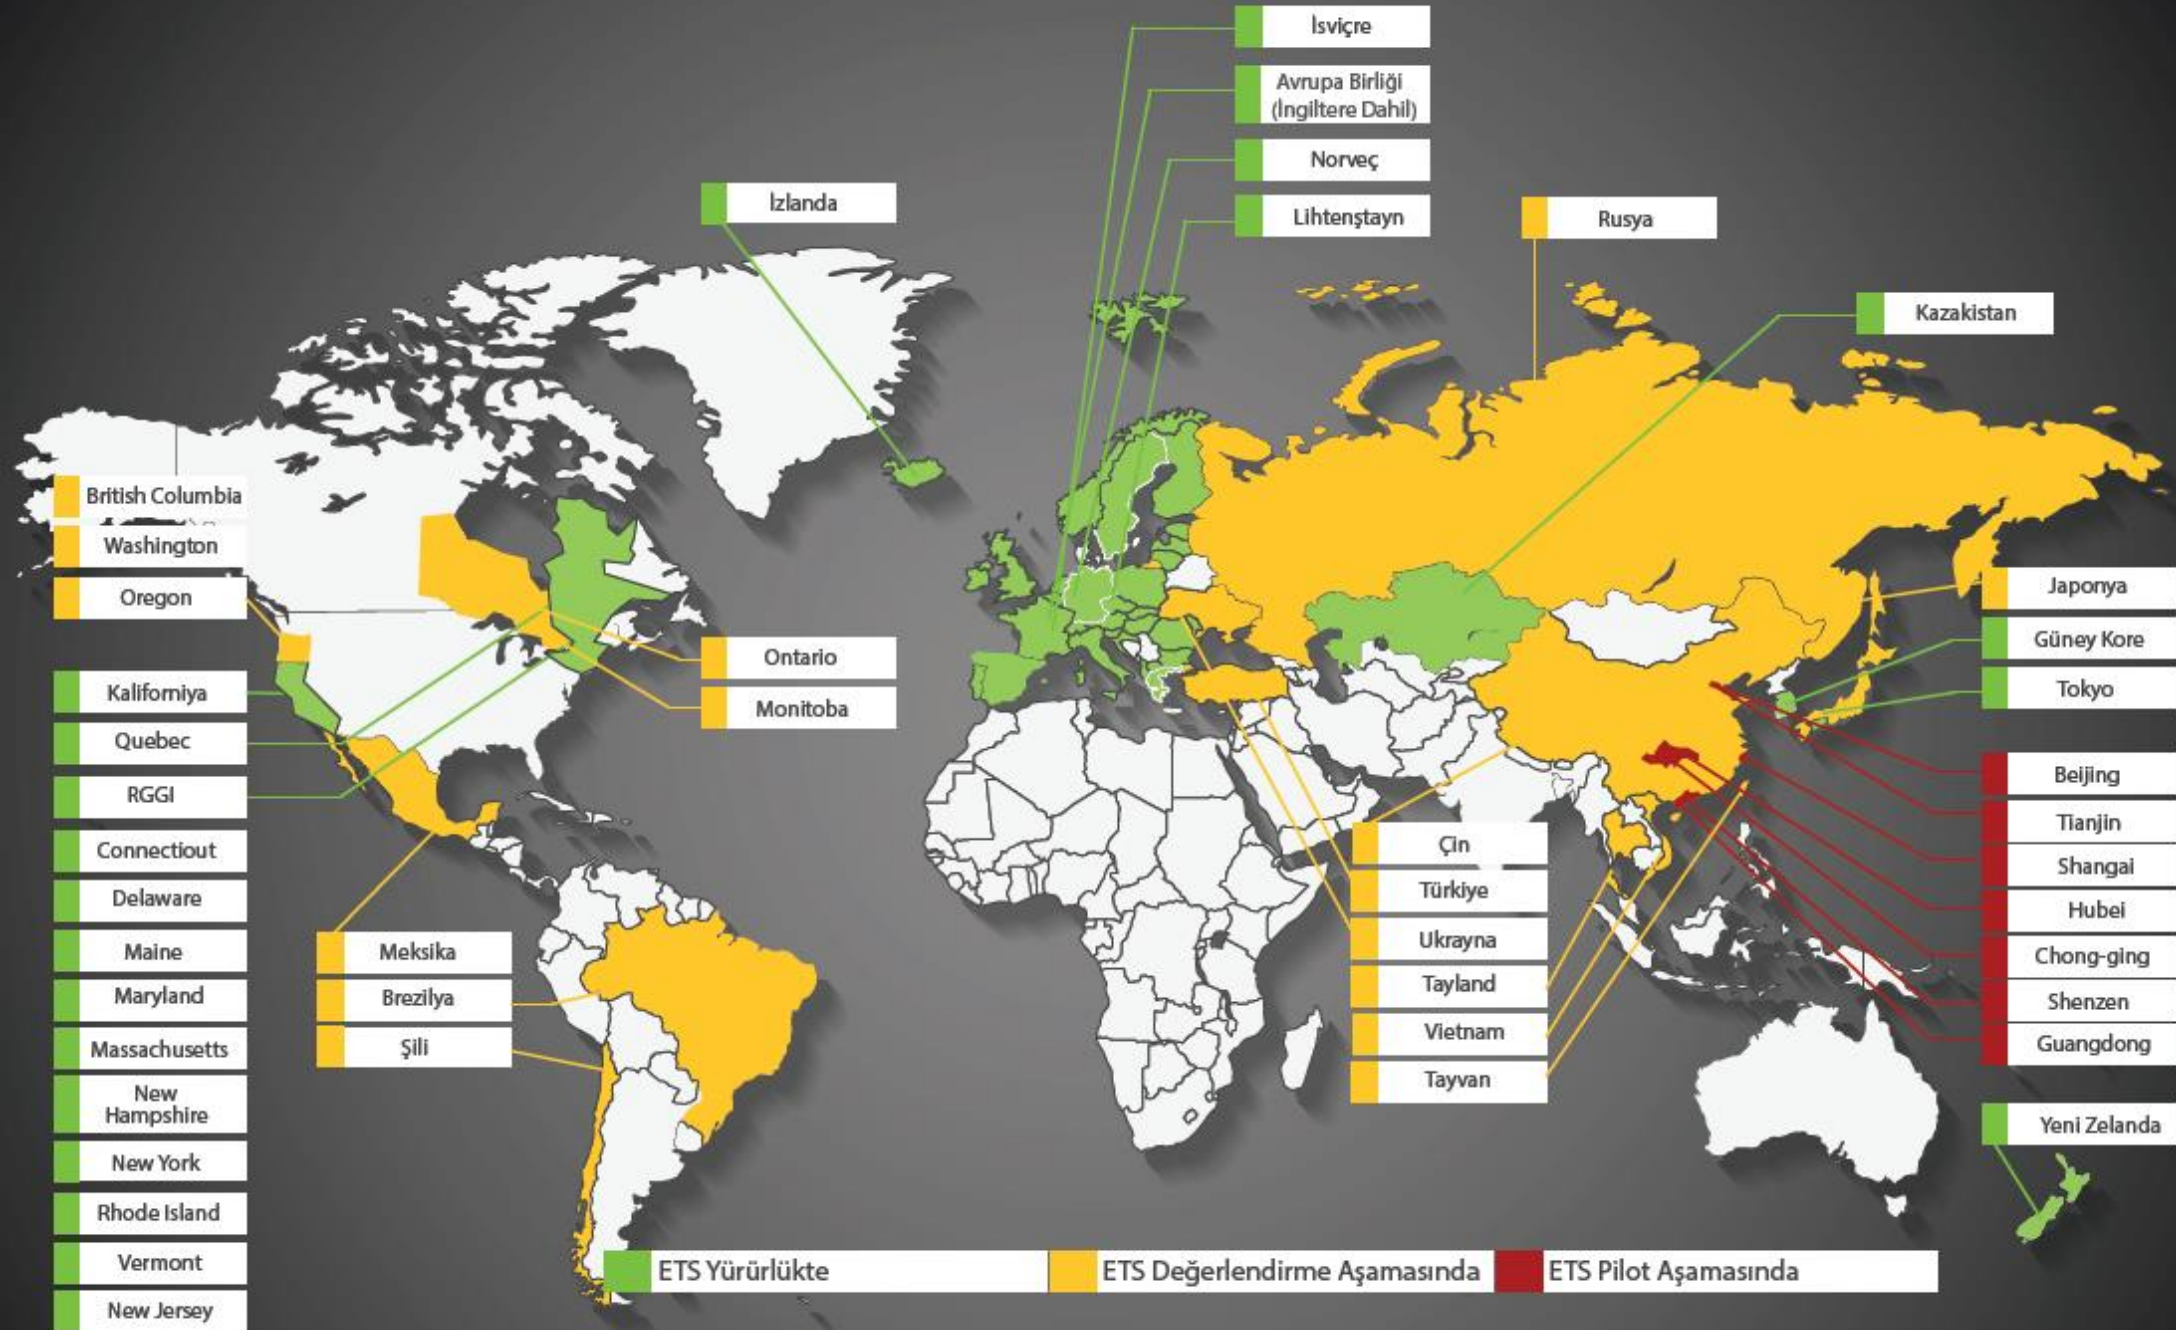 İsviçre
Avrupa Birliği
(İngiltere Dahil)
Norveç
Lihtenştayn
İzlanda
Rusya
Kazakistan
British Columbia
Washington
Oregon
Kaliforniya
Quebec
RGGI
Connectiout
Delaware
Maine
Maryland
Massachusetts
New
Hampshire
New York
Rhode Island
Vermont
New Jersey
Ontario
Monitoba
Meksika
Brezilya
Şili
Çin
Türkiye
Ukrayna
Tayland
Vietnam
Tayvan
Japonya
Güney Kore
Tokyo
Beijing
Tianjin
Shangai
Hubei
Chong-ging
Shenzen
Guangdong
Yeni Zelanda
ETS Yürürlükte
ETS Değerlendirme Aşamasında
ETS Pilot Aşamasında